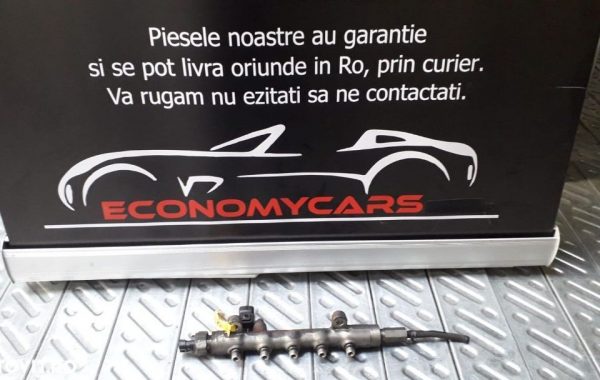 Piesele noastre au garantie
si se pot livra oriunde in Ro, prin curier.
Va rugam nu ezitati sa ne contactati.
ECONOMYCARS